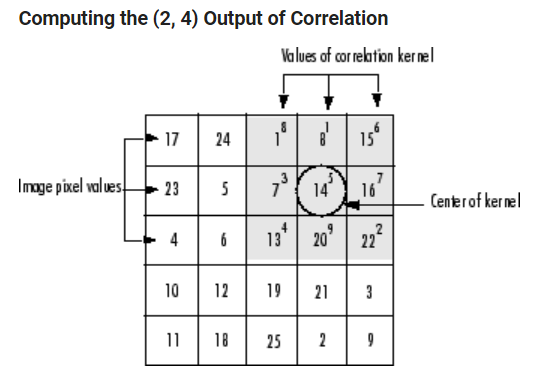 Computing the (2, 4) Output of Correlation
Values of correlation kernel
17 24 1 8 8 1 15 6
Image pixel values 23 5 7 3 14 5 16 7
Center of kernel
4 6 13 4 20 9 22 2
10 12 19 21 3
11 18 25 2 9